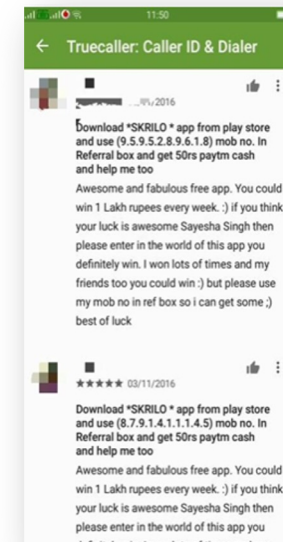 11:50
← Truecaller: Caller ID & Dialer
2016
Download *SKRILO * app from play store
and use (9.5.9.5.2.8.9.6.1.8) mob no. In
Referral box and get 50rs paytm cash
and help me too
Awesome and fabulous free app. You could
win 1 Lakh rupees every week. :) if you think
your luck is awesome Sayesha Singh then
please enter in the world of this app you
definitely win. I won lots of times and my
friends too you could win :) but please use
my mob no in ref box so i can get some ;)
best of luck
★★★★★ 03/11/2016
Download *SKRILO * app from play store
and use (8.7.9.1.4.1.1.1.4.5) mob no. In
Referral box and get 50rs paytm cash
and help me too
Awesome and fabulous free app. You could
win 1 Lakh rupees every week. :) if you think
your luck is awesome Sayesha Singh then
please enter in the world of this app you